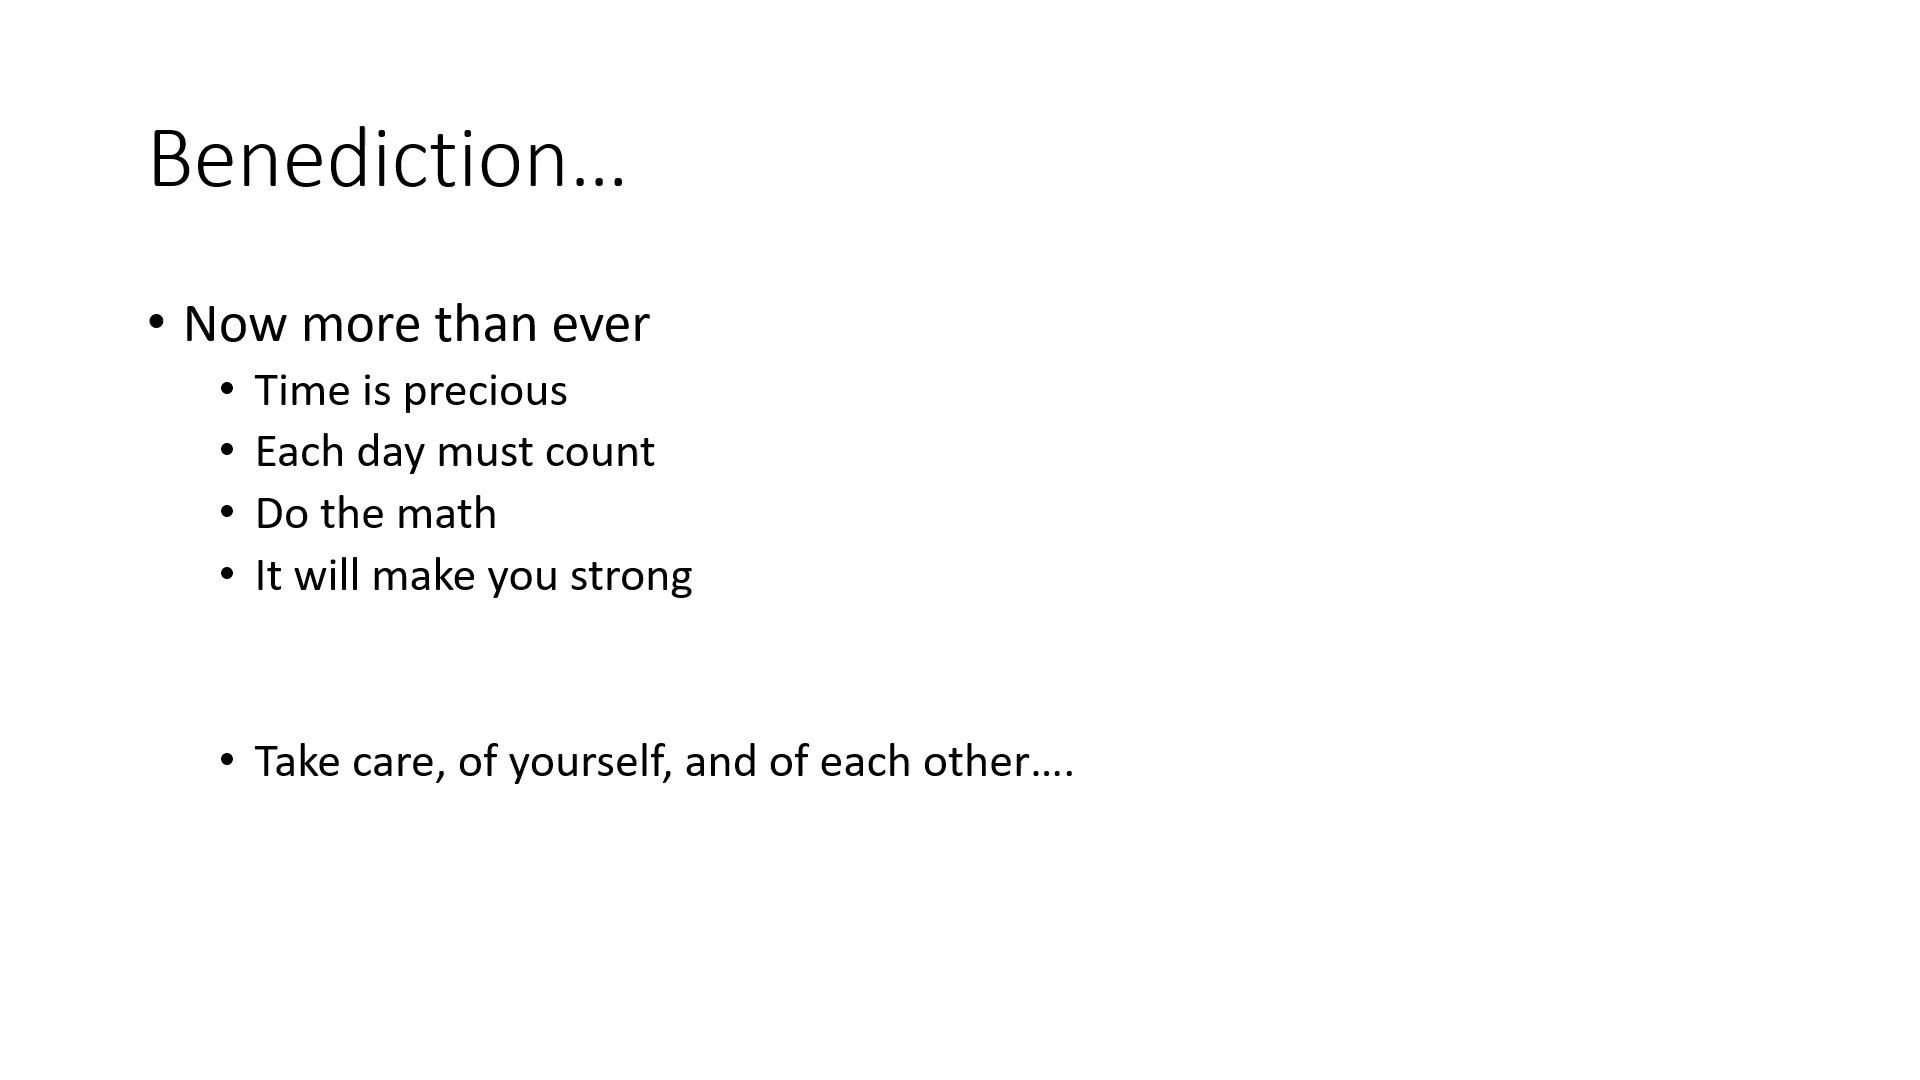 Benediction…
• Now more than ever
• Time is precious
• Each day must count
• Do the math
• It will make you strong
• Take care, of yourself, and of each other….